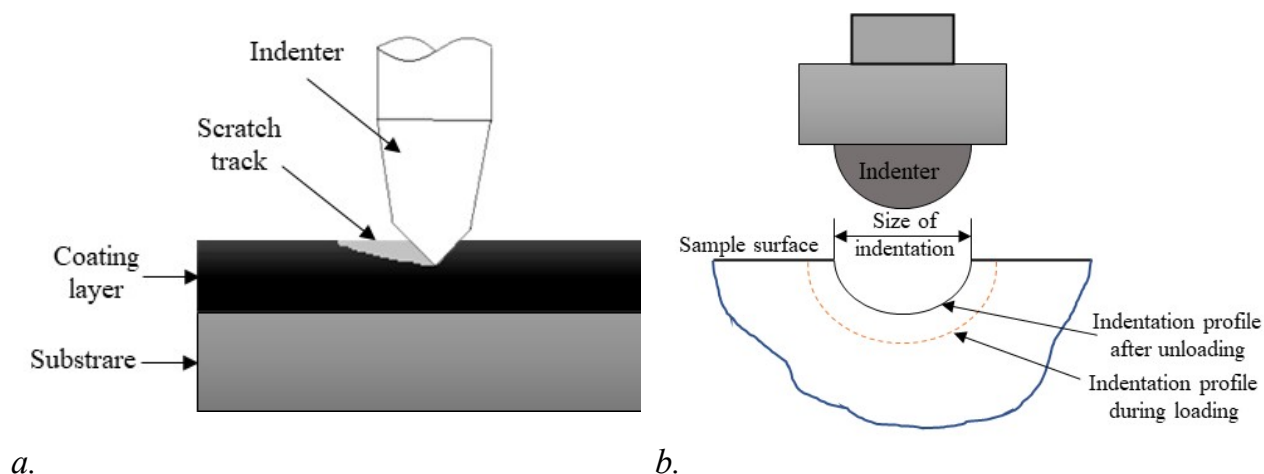 Indenter
Scratch
track
Coating
layer
Substrare
a.
Indenter
Size of
indentation
Sample surface
Indentation profile
after unloading
Indentation profile
during loading
b.